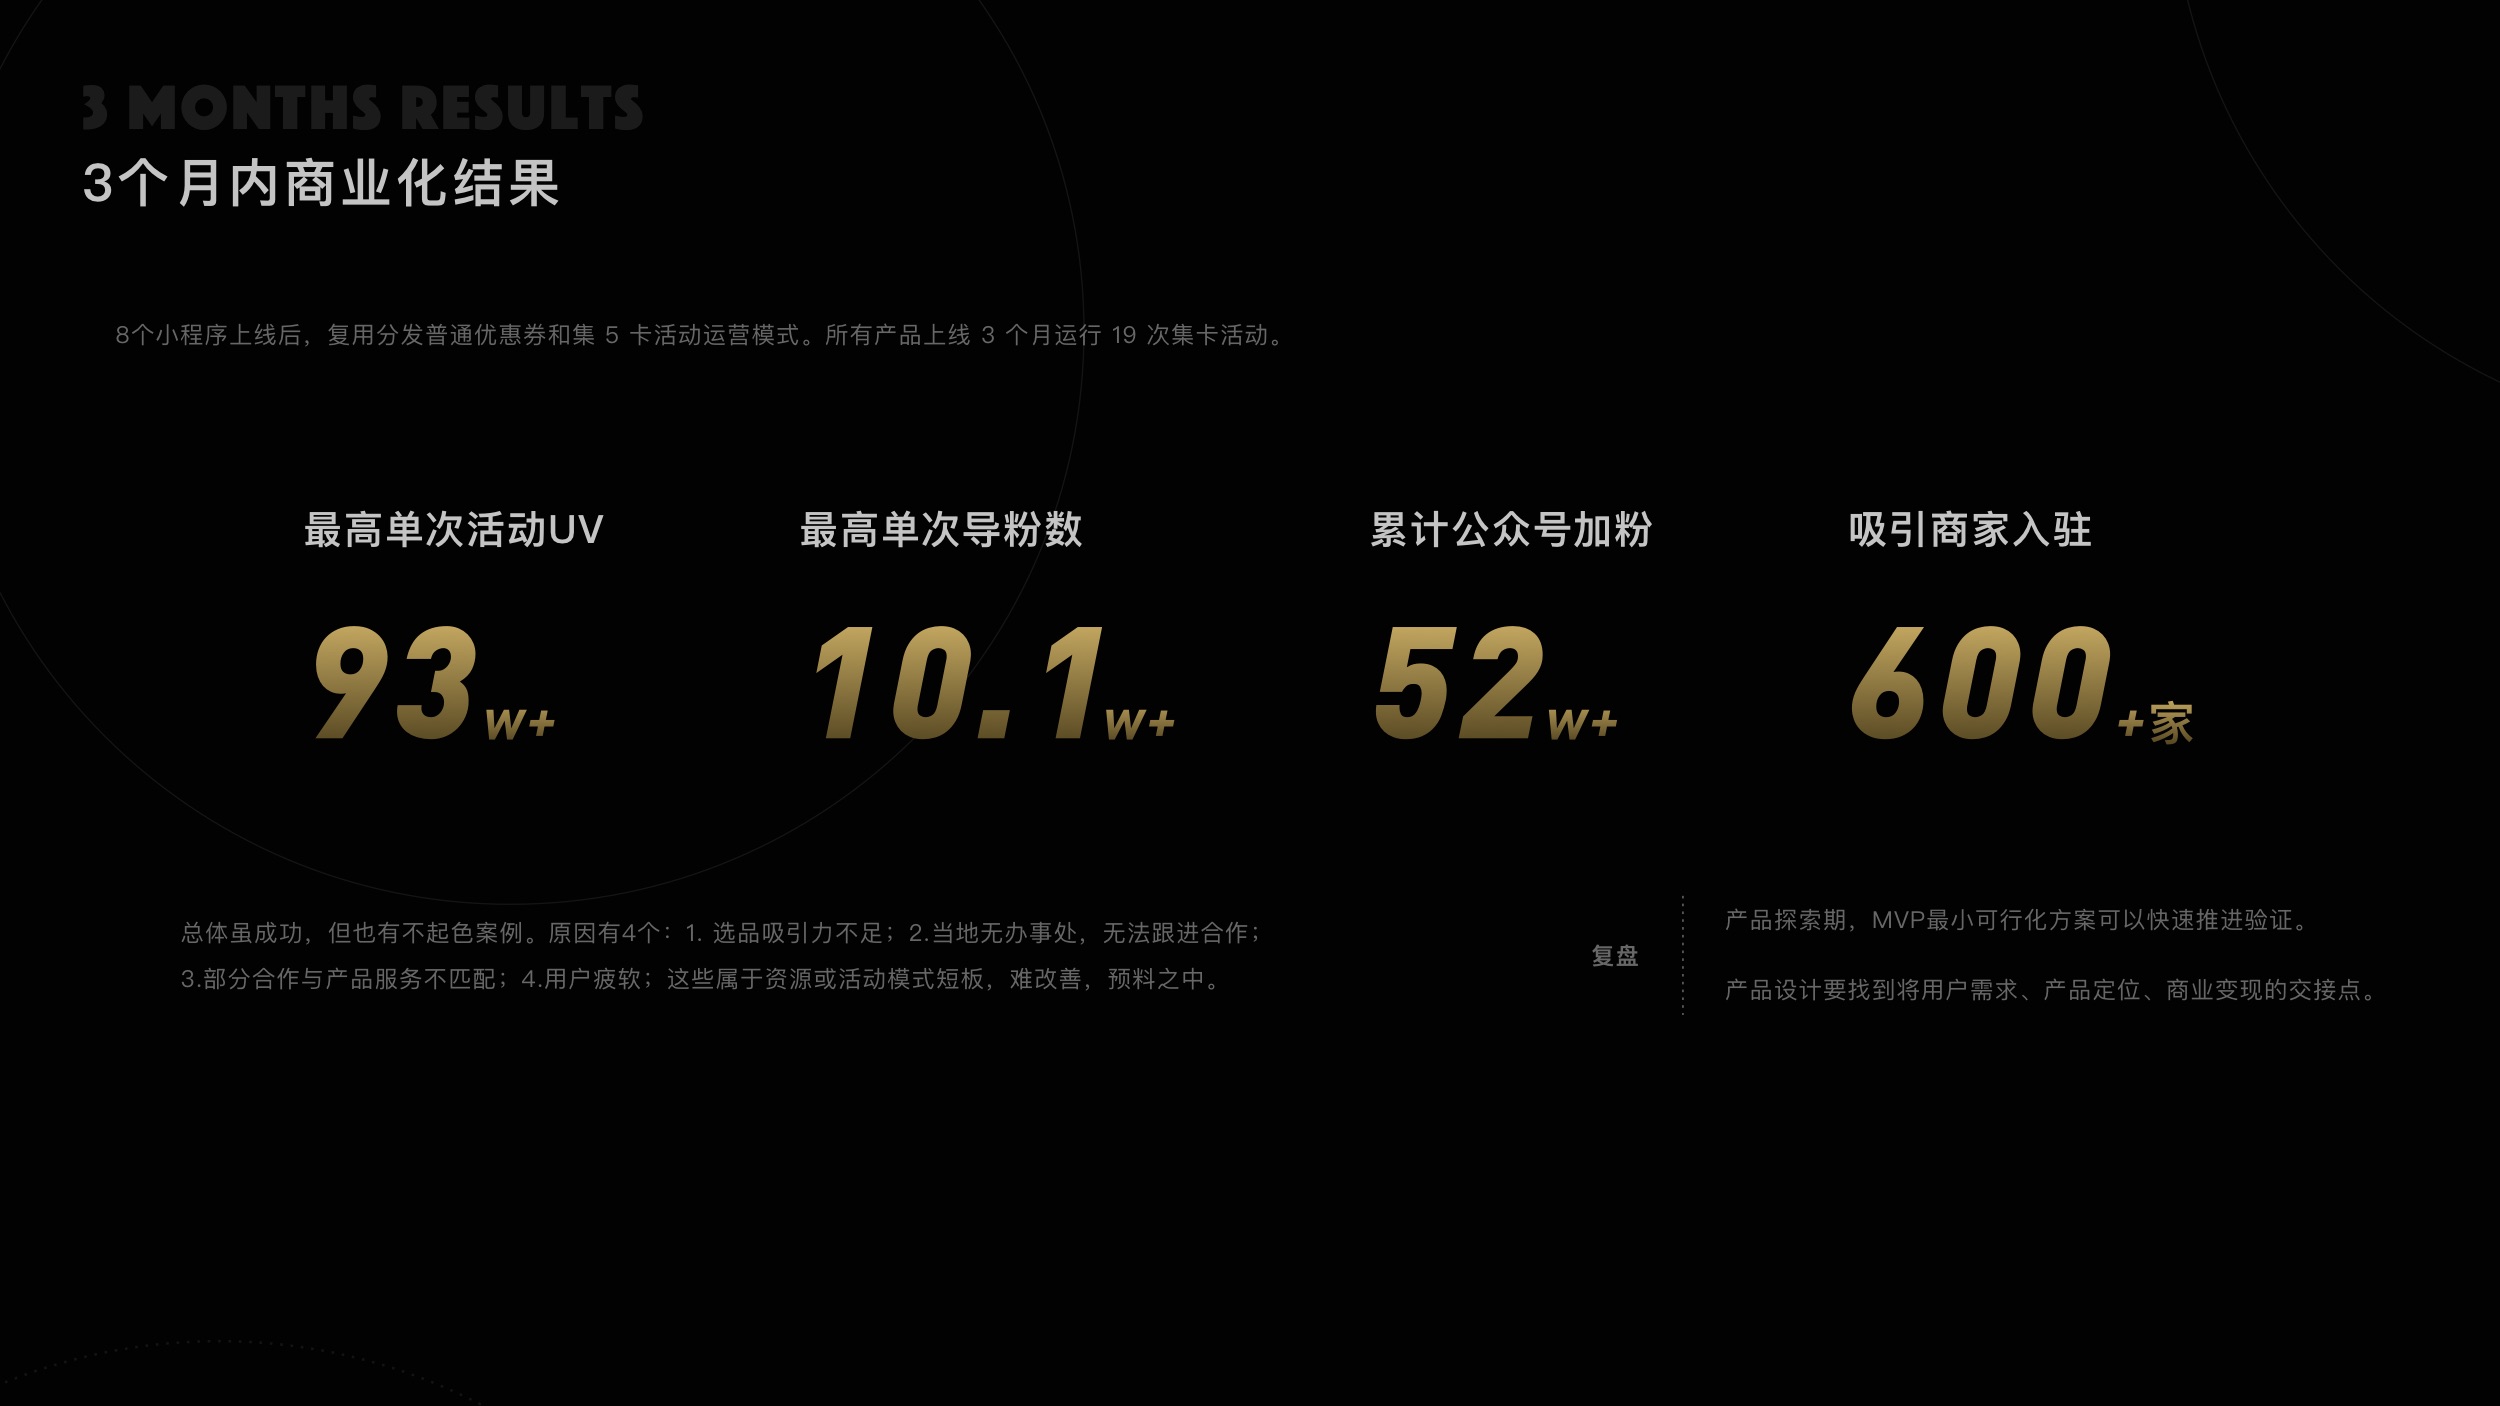 3 MONTHS RESULTS
3个月内商业化结果
8个小程序上线后，复用分发普通优惠券和集 5 卡活动运营模式。所有产品上线 3 个月运行 19 次集卡活动。
最高单次活动UV
最高单次导粉数
累计公众号加粉
吸引商家入驻
93w+
10.1w+
52w+
600+家
总体虽成功，但也有不起色案例。原因有4个：1. 选品吸引力不足；2.当地无办事处，无法跟进合作；
3.部分合作生产品服务不匹配；4.用户疲软；这些属于资源或活动模式短板，难改善，预料之中。
复盘
产品探索期，MVP最小可行化方案可以快速推进验证。
产品设计要找到用户需求、产品定位、商业变现的交接点。